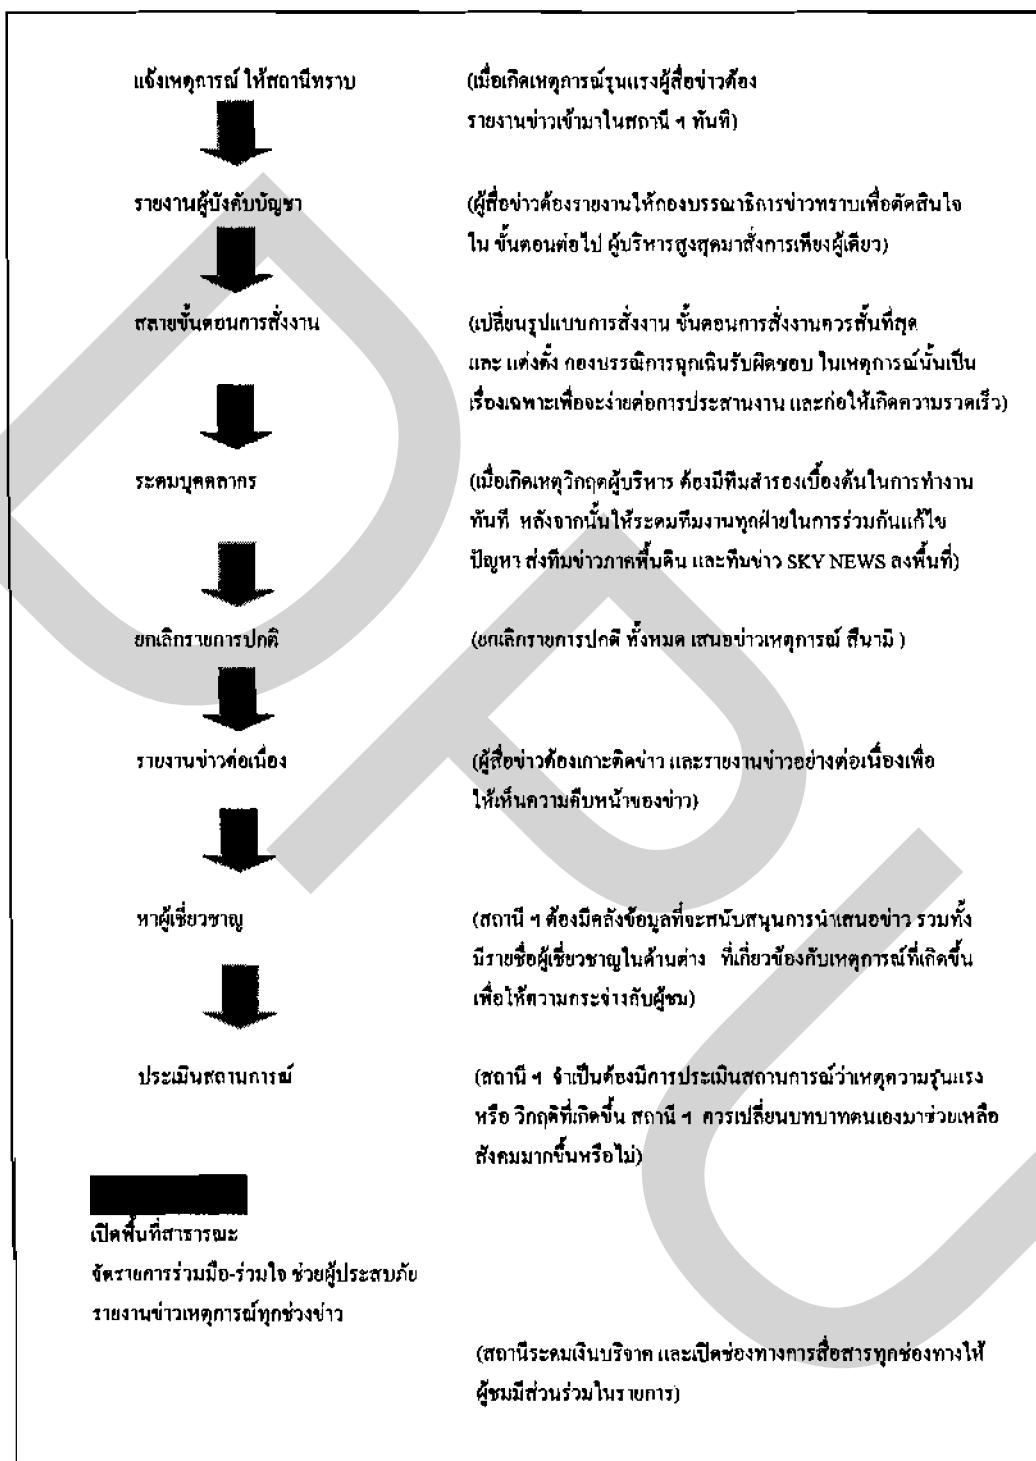 แจ้งเหตุการณ์ ให้สถานีทราบ
(เมื่อเกิดเหตุการณ์รุนแรงผู้สื่อข่าวต้อง
รายงานข่าวเข้ามาในสถานี ฯ ทันที)
รายงานผู้บังคับบัญชา
(ผู้สื่อข่าวต้องรายงานให้กองบรรณาธิการข่าวทราบเพื่อตัดสินใจ
ใน ขั้นตอนต่อไป ผู้บริหารสูงสุดมาสั่งการเพียงผู้เดียว)
สลายขั้นตอนการสั่งงาน
(เปลี่ยนรูปแบบการสั่งงาน ขั้นตอนการสั่งงานควรสั้นที่สุด
และ แต่งตั้ง กองบรรณิการฉุกเฉินรับผิดชอบ ในเหตุการณ์นั้นเป็น
เรื่องเฉพาะเพื่อจะง่ายต่อการประสานงาน และก่อให้เกิดความรวดเร็ว)
ระดมบุคคลากร
(เมื่อเกิดเหตุวิกฤตผู้บริหาร ต้องมีทีมสำรองเบื้องต้นในการทำงาน
ทันที หลังจากนั้นให้ระดมทีมงานทุกฝ่ายในการร่วมกันแก้ไข
ปัญหา ส่งทีมข่าวภาคพื้นดิน และทีมข่าว SKY NEWS ลงพื้นที่)
ยกเลิกรายการปกติ
(ยกเลิกรายการปกติ ทั้งหมด เสนอข่าวเหตุการณ์ สึนามิ )
รายงานข่าวต่อเนื่อง
(ผู้สื่อข่าวต้องเกาะติดข่าว และรายงานข่าวอย่างต่อเนื่องเพื่อ
ให้เห็นความคืบหน้าของข่าว)
หาผู้เชี่ยวชาญ
(สถานี ฯ ต้องมีคลังข้อมูลที่จะสนับสนุนการนำเสนอข่าว รวมทั้ง
มีรายชื่อผู้เชี่ยวชาญในด้านต่าง ที่เกี่ยวข้องกับเหตุการณ์ที่เกิดขึ้น
เพื่อให้ความกระจ่างกับผู้ชม)
ประเมินสถานการณ์
(สถานี ฯ จำเป็นต้องมีการประเมินสถานการณ์ว่าเหตุความรุนแรง
หรือ วิกฤติที่เกิดขึ้น สถานี ฯ ควรเปลี่ยนบทบาทตนเองมาช่วยเหลือ
สังคมมากขึ้นหรือไม่)
เปิดพื้นที่สาธารณะ
จัดรายการร่วมมือ-ร่วมใจ ช่วยผู้ประสบภัย
รายงานข่าวเหตุการณ์ทุกช่วงข่าว
(สถานีระดมเงินบริจาค และเปิดช่องทางการสื่อสารทุกช่องทางให้
ผู้ชมมีส่วนร่วมในรายการ)
DPU